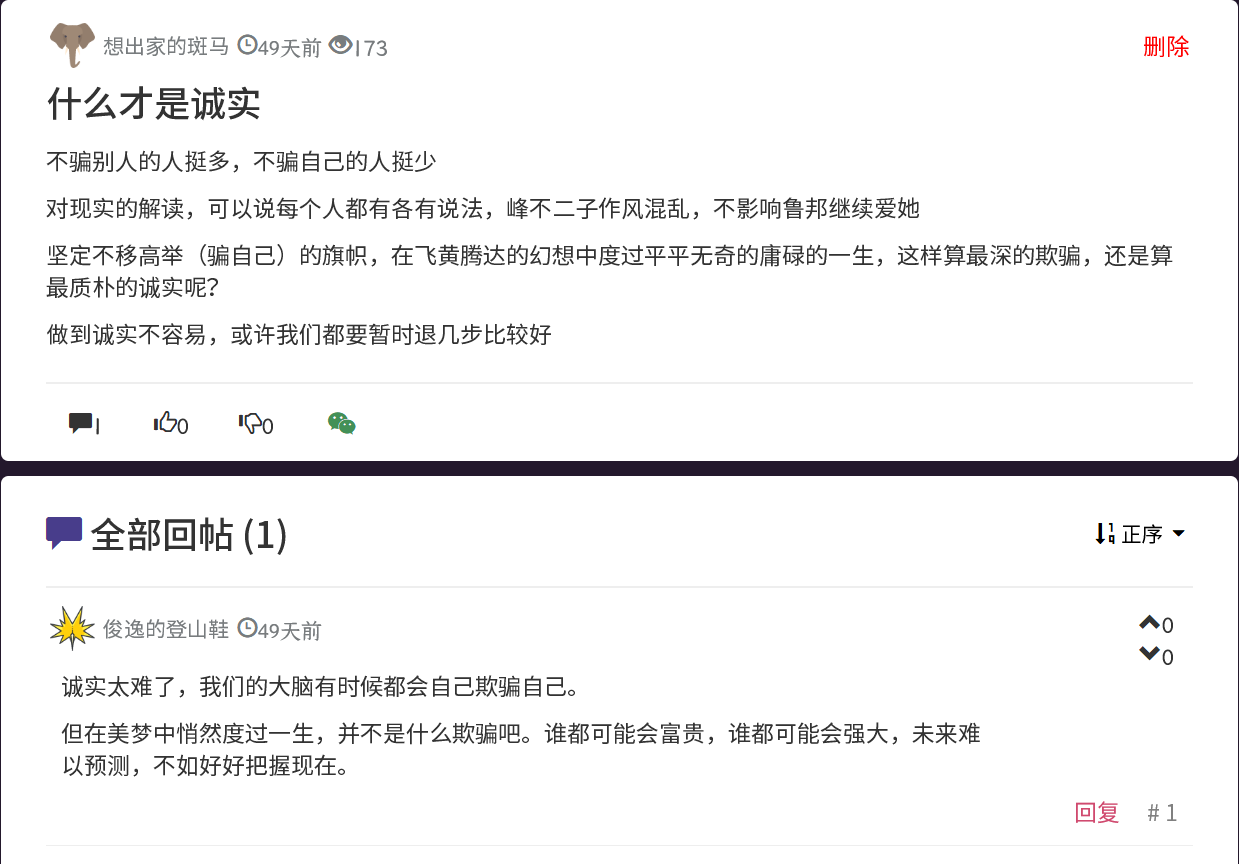 想出家的斑马 49天前 173
删除
什么才是诚实
不骗别人的人挺多，不骗自己的人挺少
对现实的解读，可以说每个人都有各有说法，峰不二子作风混乱，不影响鲁邦继续爱她
坚定不移高举（骗自己）的旗帜，在飞黄腾达的幻想中度过平平无奇的庸碌的一生，这样算最深的欺骗，还是算
最质朴的诚实呢？
做到诚实不容易，或许我们都要暂时退几步比较好
1 0 0
全部回帖 (1)
正序
俊逸的登山鞋 49天前
0
0
诚实太难了，我们的大脑有时候都会自己欺骗自己。
但在美梦中悄然度过一生，并不是什么欺骗吧。谁都可能会富贵，谁都可能会强大，未来难
以预测，不如好好把握现在。
回复 # 1